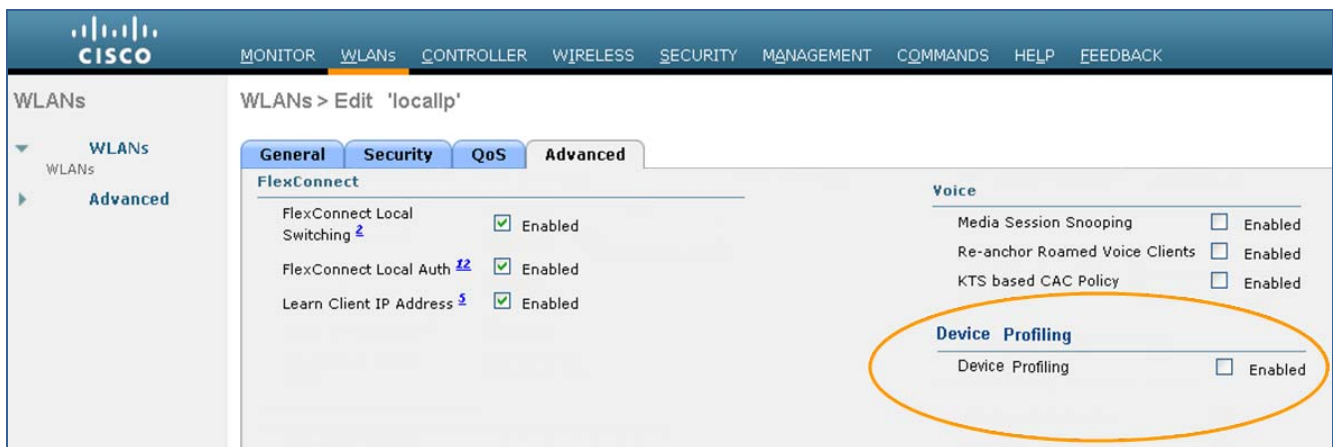 CISCO
MONITOR WLANs CONTROLLER WIRELESS SECURITY MANAGEMENT COMMANDS HELP FEEDBACK
WLANs
WLANs
WLANs
Advanced
WLANs > Edit 'locallp'
General Security QoS Advanced
FlexConnect
FlexConnect Local
Switching 2 Enabled
FlexConnect Local Auth 12 Enabled
Learn Client IP Address 5 Enabled
Voice
Media Session Snooping Enabled
Re-anchor Roamed Voice Clients Enabled
KTS based CAC Policy Enabled
Device Profiling
Device Profiling Enabled